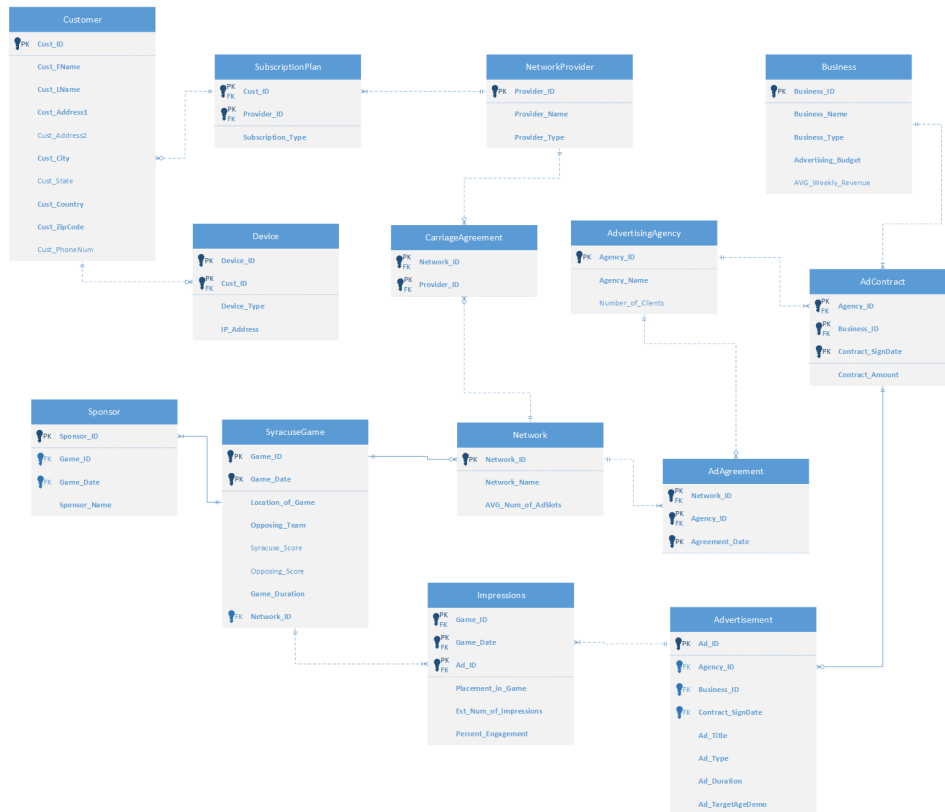 Customer
PK Cust_ID
Cust_FName
Cust_LName
Cust_Address1
Cust_Address2
Cust_City
Cust_State
Cust_Country
Cust_ZipCode
Cust_PhoneNum
SubscriptionPlan
PK FK Cust_ID
PK FK Provider_ID
Subscription_Type
NetworkProvider
PK Provider_ID
Provider_Name
Provider_Type
Business
PK Business_ID
Business_Name
Business_Type
Advertising_Budget
AVG_Weekly_Revenue
Device
PK Device_ID
PK FK Cust_ID
Device_Type
IP_Address
CarriageAgreement
PK FK Network_ID
PK FK Provider_ID
AdvertisingAgency
PK Agency_ID
Agency_Name
Number_of_Clients
AdContract
PK FK Agency_ID
PK FK Business_ID
PK Contract_SignDate
Contract_Amount
Sponsor
PK Sponsor_ID
FK Game_ID
FK Game_Date
Sponsor_Name
SyracuseGame
PK Game_ID
PK Game_Date
Location_of_Game
Opposing_Team
Syracuse_Score
Opposing_Score
Game_Duration
FK Network_ID
Network
PK Network_ID
Network_Name
AVG_Num_of_AdSlots
AdAgreement
PK FK Network_ID
PK FK Agency_ID
PK Agreement_Date
Impressions
PK FK Game_ID
PK FK Game_Date
PK FK Ad_ID
Placement_in_Game
Est_Num_of_Impressions
Percent_Engagement
Advertisement
PK Ad_ID
FK Agency_ID
FK Business_ID
FK Contract_SignDate
Ad_Title
Ad_Type
Ad_Duration
Ad_TargetAgeDemo